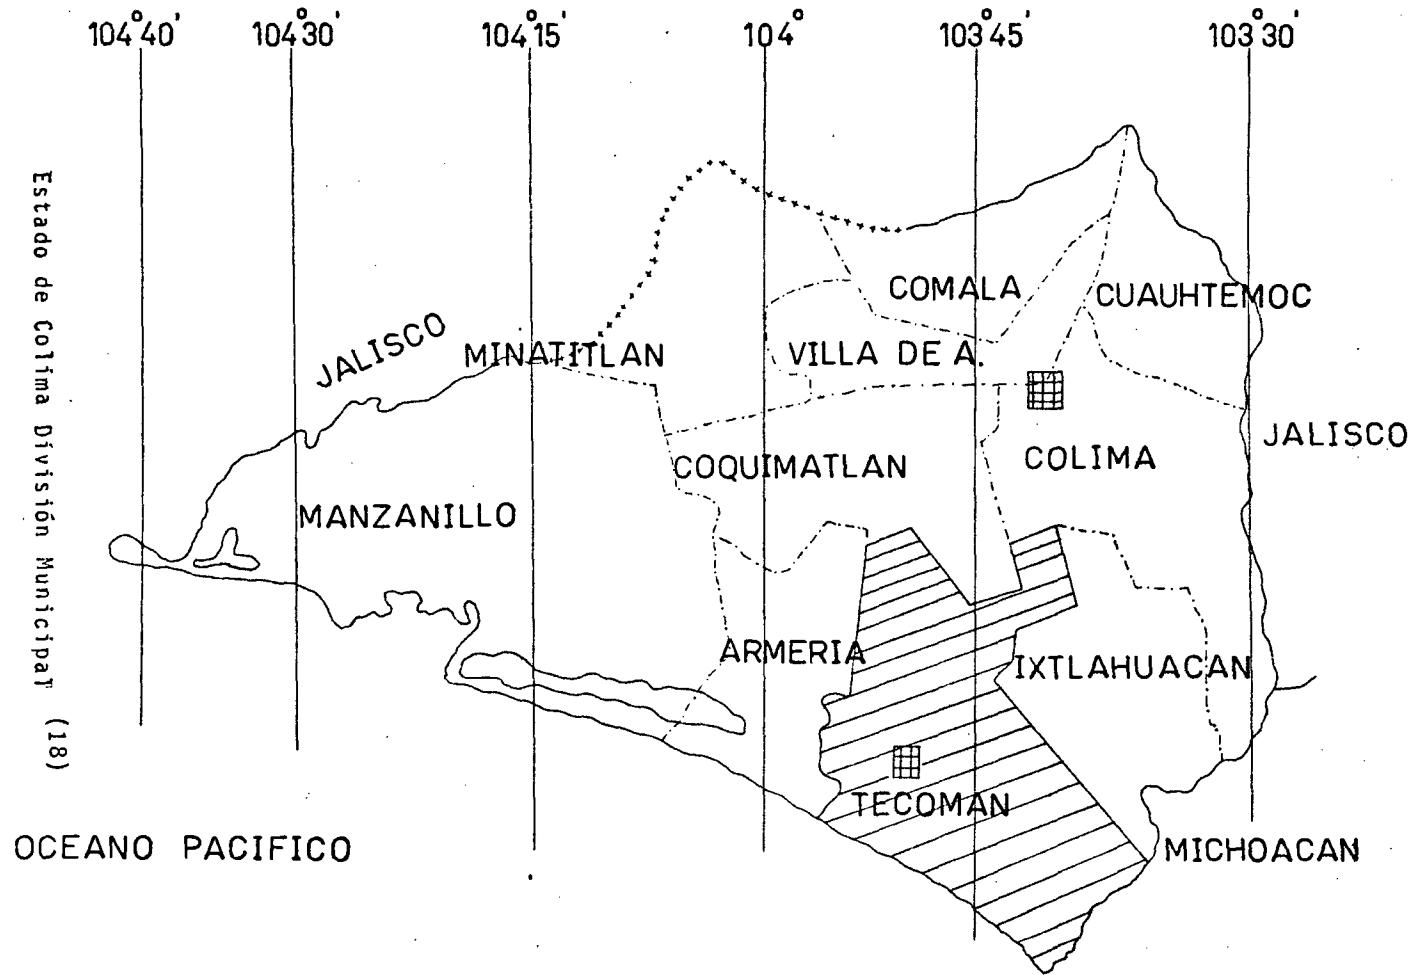 104°40' 104°30' 104°15' 104° 103°45' 103°30'
Estado de Colima División Municipal (18)
COMALA
CUAUHTEMOC
JALISCO
MINATITLAN
VILLA DE A.
JALISCO
COQUIMATLAN
COLIMA
MANZANILLO
ARMERIA
IXTLAHUACAN
TECOMAN
OCEANO PACIFICO
MICHOACAN